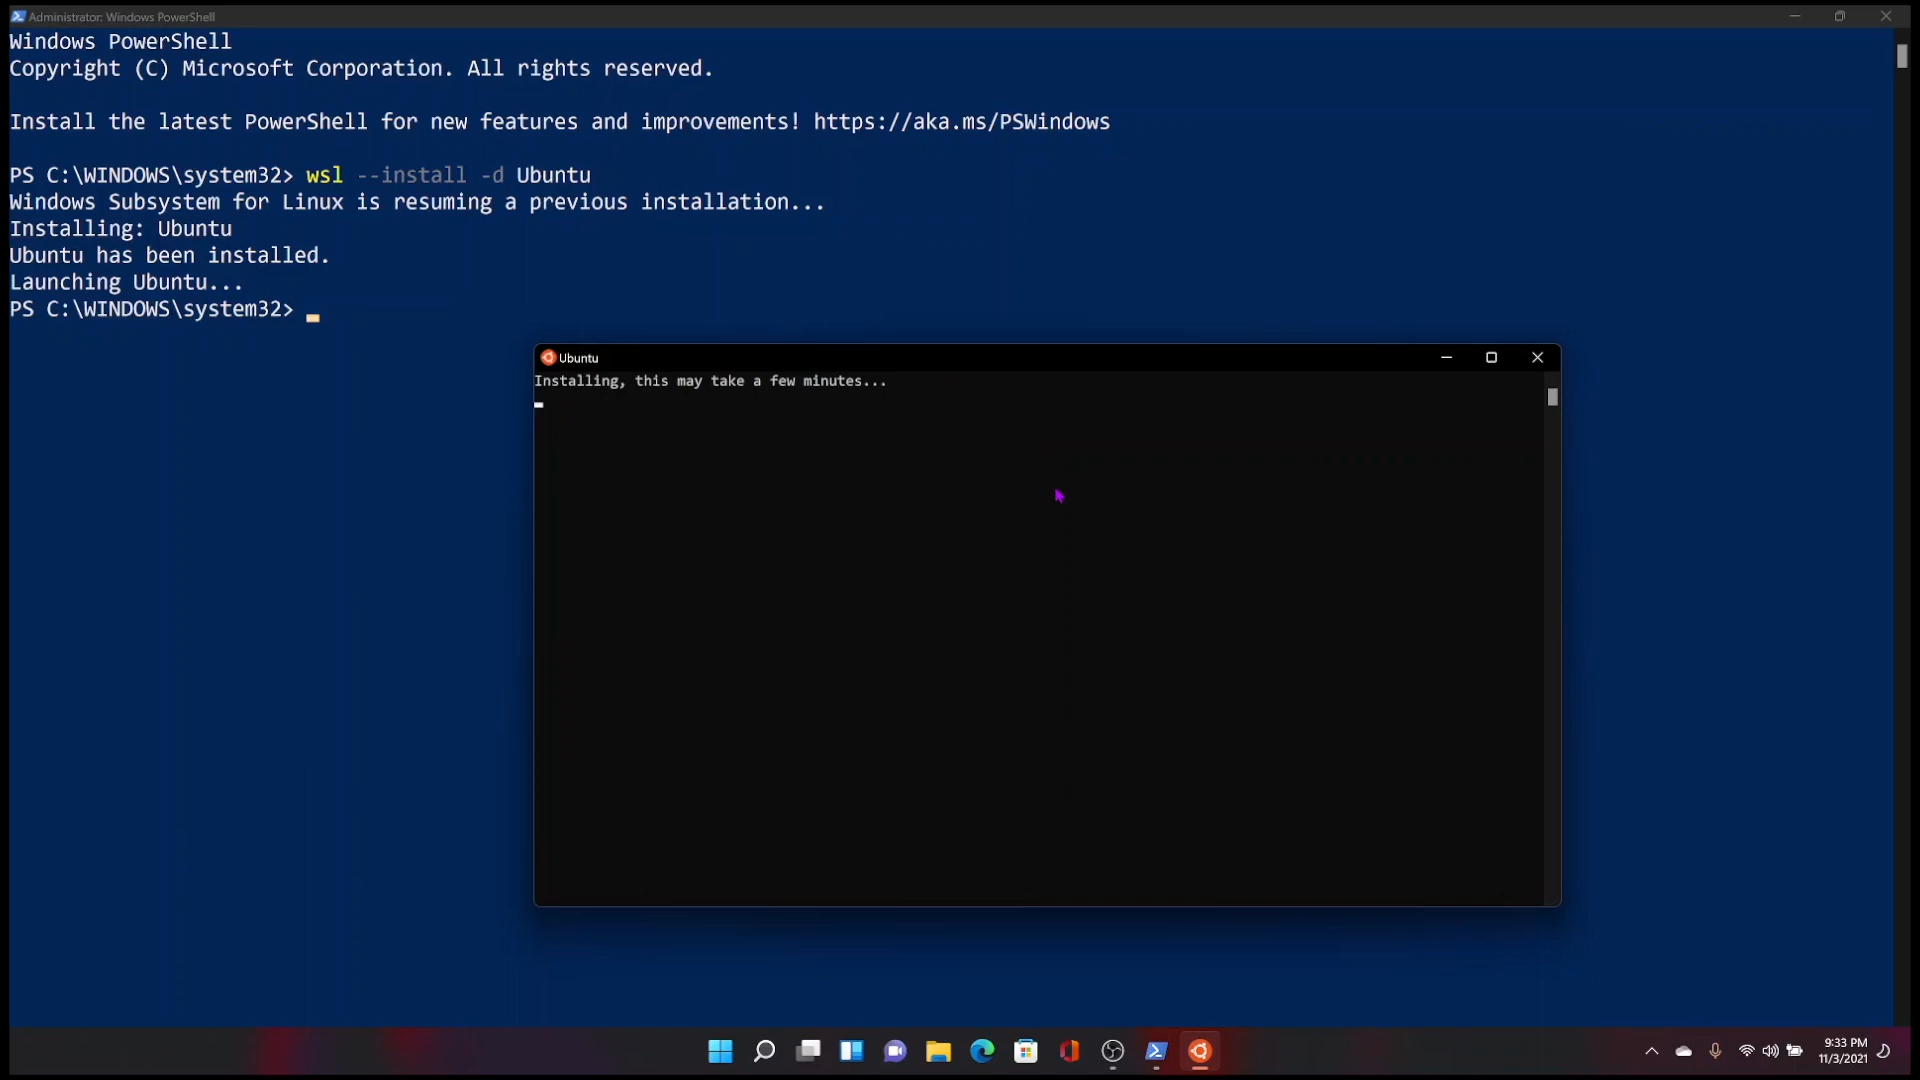 Administrator: Windows PowerShell
Windows PowerShell
Copyright (C) Microsoft Corporation. All rights reserved.
Install the latest PowerShell for new features and improvements! https://aka.ms/PSWindows
PS C:\WINDOWS\system32> wsl --install -d Ubuntu
Windows Subsystem for Linux is resuming a previous installation...
Installing: Ubuntu
Ubuntu has been installed.
Launching Ubuntu...
PS C:\WINDOWS\system32>
Ubuntu
Installing, this may take a few minutes...
9:33 PM
11/3/2021